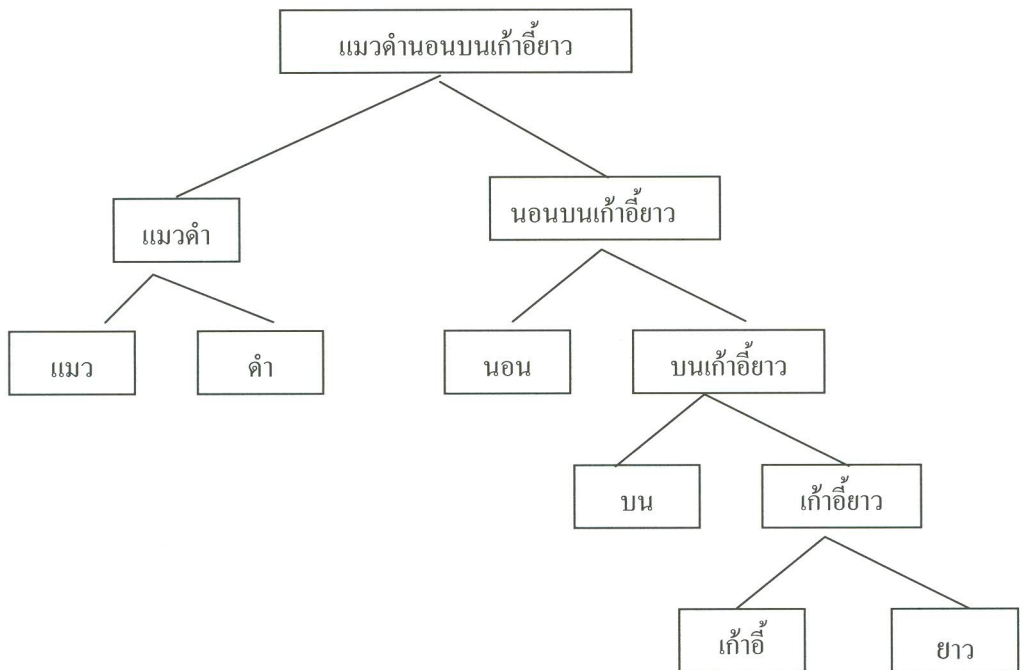 แมวดำนอนบนเก้าอี้ยาว
แมวดำ
นอนบนเก้าอี้ยาว
แมว
ดำ
นอน
บนเก้าอี้ยาว
บน
เก้าอี้ยาว
เก้าอี้
ยาว